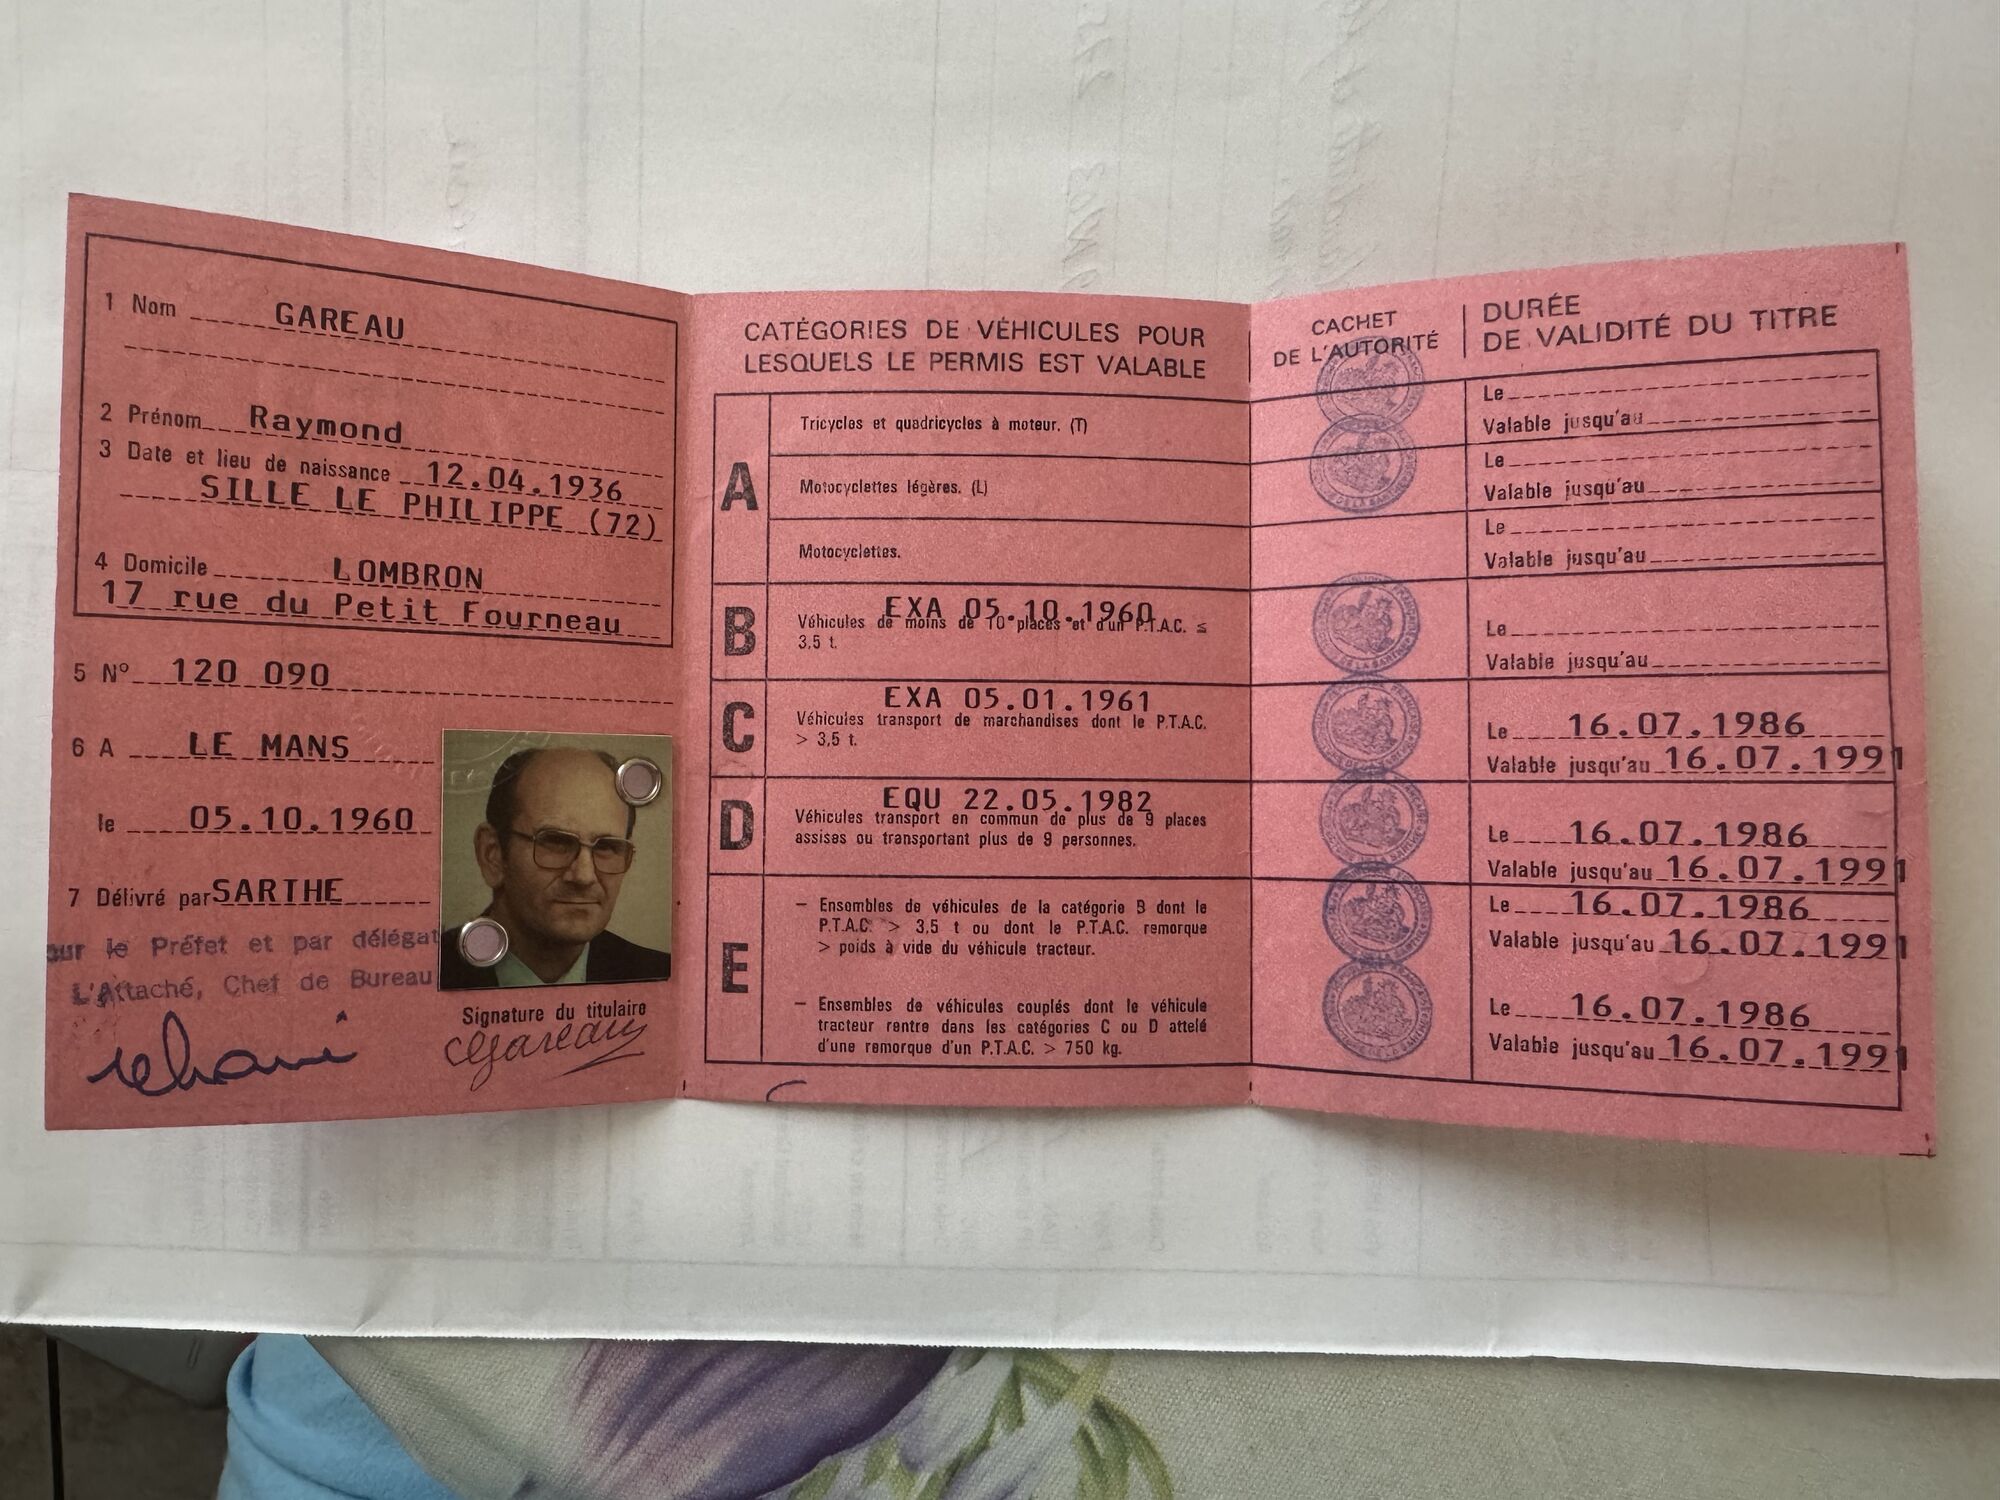 1 Nom GAREAU
2 Prénom Raymond
3 Date et lieu de naissance 12.04.1936
SILLE LE PHILIPPE (72)
4 Domicile LOMBRON
17 rue du Petit Fourneau
5 N° 120 090
6 A LE MANS
le 05.10.1960
7 Délivré par SARTHE
our le Préfet et par délégat
L'Attaché, Chef de Bureau
Signature du titulaire
CATÉGORIES DE VÉHICULES POUR
LESQUELS LE PERMIS EST VALABLE
A
Tricycles et quadricycles à moteur. (T)
Motocyclettes légères. (L)
Motocyclettes.
B
EXA 05.10.1960
Véhicules de moins de 10 places et d'un P.T.A.C. ≤
3,5 t.
C
EXA 05.01.1961
Véhicules transport de marchandises dont le P.T.A.C.
> 3,5 t.
D
EQU 22.05.1982
Véhicules transport en commun de plus de 9 places
assises ou transportant plus de 9 personnes.
E
– Ensembles de véhicules de la catégorie B dont le
P.T.A.C. > 3,5 t ou dont le P.T.A.C. remorque
> poids à vide du véhicule tracteur.
– Ensembles de véhicules couplés dont le véhicule
tracteur rentre dans les catégories C ou D attelé
d'une remorque d'un P.T.A.C. > 750 kg.
CACHET
DE L'AUTORITÉ
DURÉE
DE VALIDITÉ DU TITRE
Le
Valable jusqu'au
Le
Valable jusqu'au
Le
Valable jusqu'au
Le
Valable jusqu'au
Le 16.07.1986
Valable jusqu'au 16.07.1991
Le 16.07.1986
Valable jusqu'au 16.07.1991
Le 16.07.1986
Valable jusqu'au 16.07.1991
Le 16.07.1986
Valable jusqu'au 16.07.1991